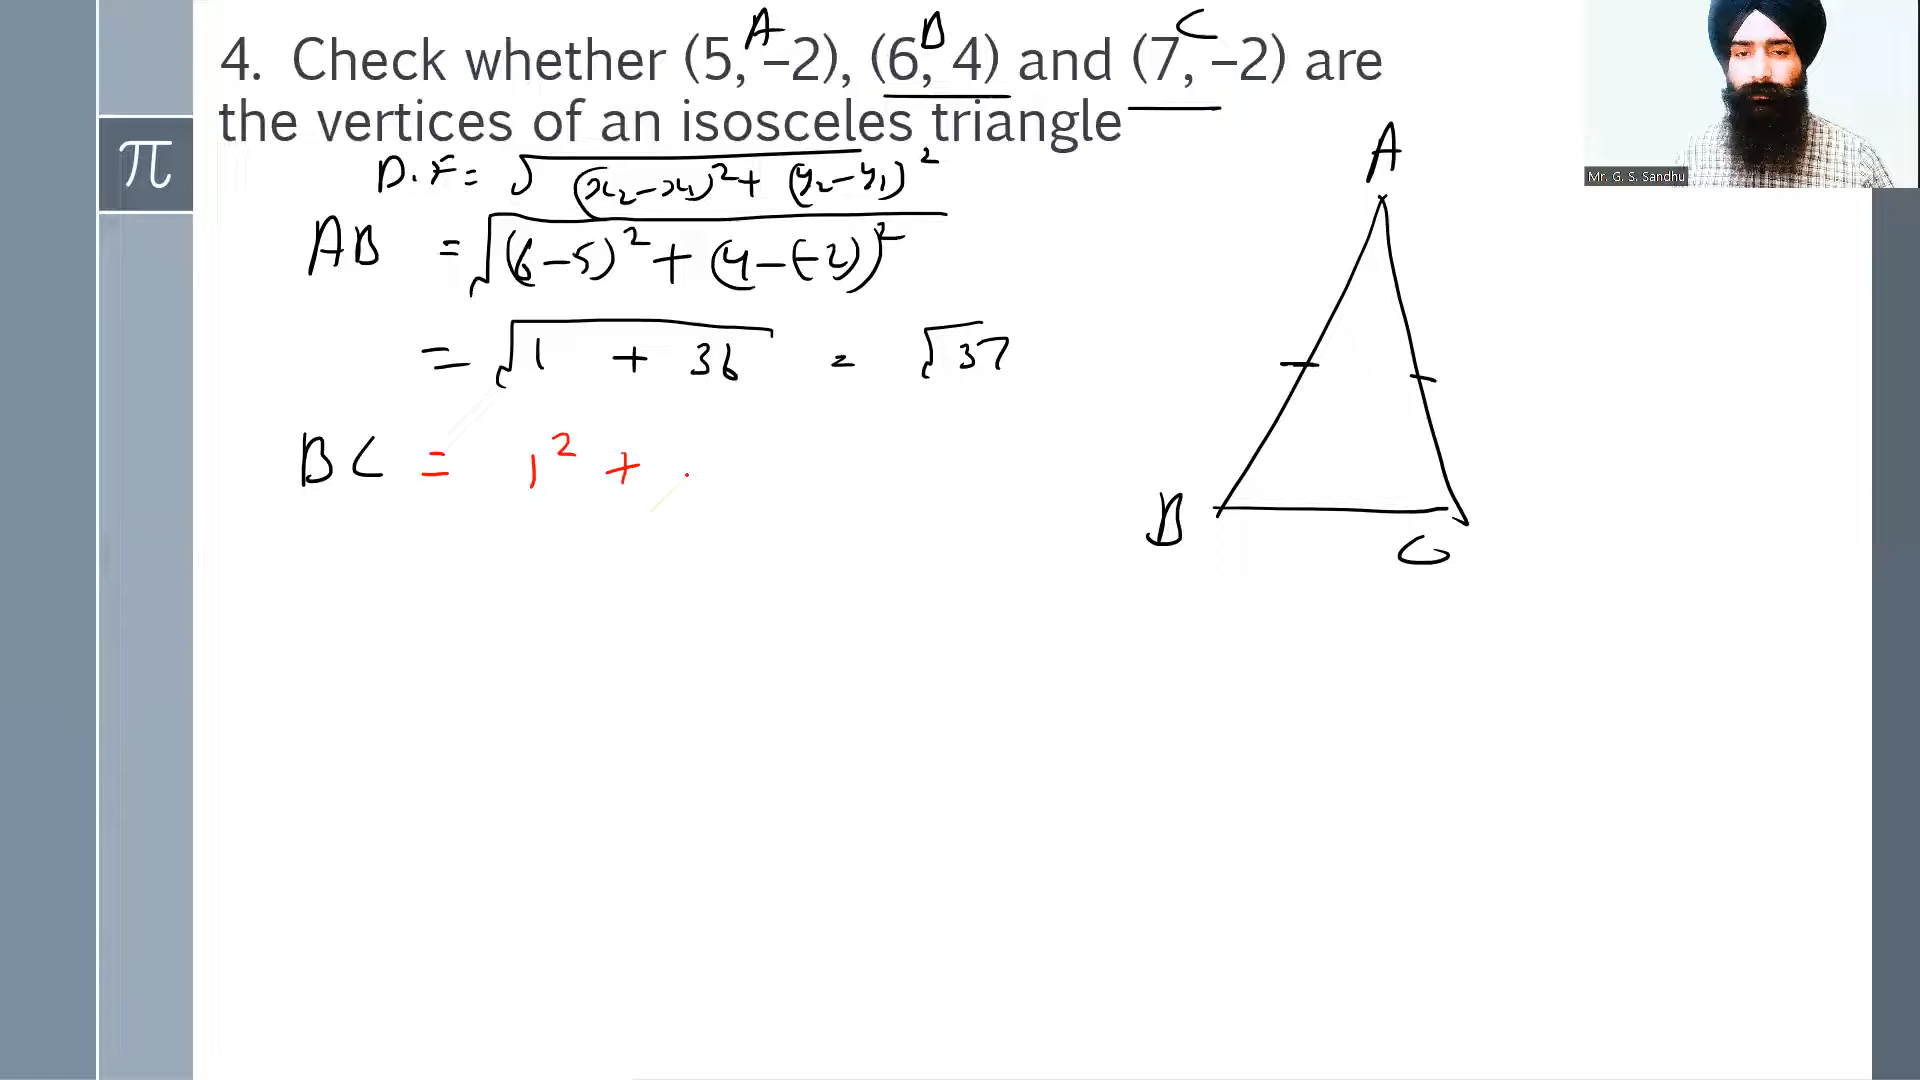 4. Check whether (5, –2), (6, 4) and (7, –2) are
the vertices of an isosceles triangle
A B C
π
Mr. G. S. Sandhu
D.F = √(x₂-x₁)²+ (y₂-y₁)²
AB = √(6-5)² + (4-(-2))²
= √1 + 36 = √37
BC = 1² +
A
B
C